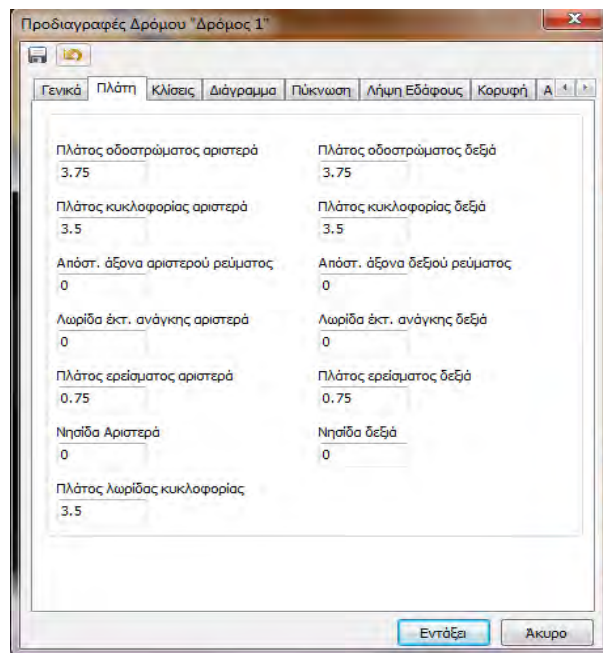 Προδιαγραφές Δρόμου "Δρόμος 1"
Γενικά Πλάτη Κλίσεις Διάγραμμα Πύκνωση Λήψη Εδάφους Κορυφή Α
Πλάτος οδοστρώματος αριστερά Πλάτος οδοστρώματος δεξιά
3.75 3.75
Πλάτος κυκλοφορίας αριστερά Πλάτος κυκλοφορίας δεξιά
3.5 3.5
Απόστ. άξονα αριστερού ρεύματος Απόστ. άξονα δεξιού ρεύματος
0 0
Λωρίδα έκτ. ανάγκης αριστερά Λωρίδα έκτ. ανάγκης δεξιά
0 0
Πλάτος ερείσματος αριστερά Πλάτος ερείσματος δεξιά
0.75 0.75
Νησίδα Αριστερά Νησίδα δεξιά
0 0
Πλάτος λωρίδας κυκλοφορίας
3.5
Εντάξει Άκυρο